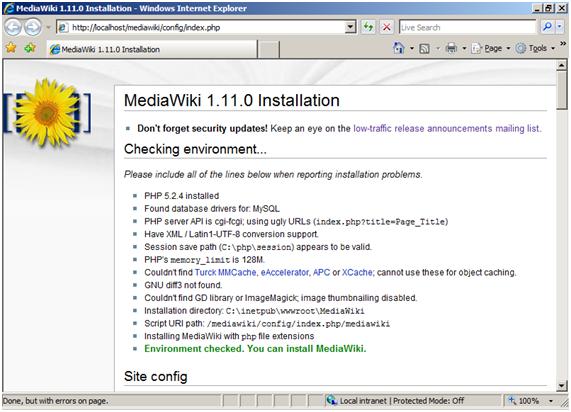 MediaWiki 1.11.0 Installation - Windows Internet Explorer
http://localhost/mediawiki/config/index.php
Live Search
MediaWiki 1.11.0 Installation
Page
Tools
MediaWiki 1.11.0 Installation
Don't forget security updates! Keep an eye on the low-traffic release announcements mailing list.
Checking environment...
Please include all of the lines below when reporting installation problems.
PHP 5.2.4 installed
Found database drivers for: MySQL
PHP server API is cgi-fcgi; using ugly URLs (index.php?title=Page_Title)
Have XML / Latin1-UTF-8 conversion support.
Session save path (C:\php\session) appears to be valid.
PHP's memory_limit is 128M.
Couldn't find Turck MMCache, eAccelerator, APC or XCache; cannot use these for object caching.
GNU diff3 not found.
Couldn't find GD library or ImageMagick; image thumbnailing disabled.
Installation directory: C:\inetpub\wwwroot\MediaWiki
Script URI path: /mediawiki/config/index.php/mediawiki
Installing MediaWiki with php file extensions
Environment checked. You can install MediaWiki.
Site config
Done, but with errors on page.
Local intranet | Protected Mode: Off
100%